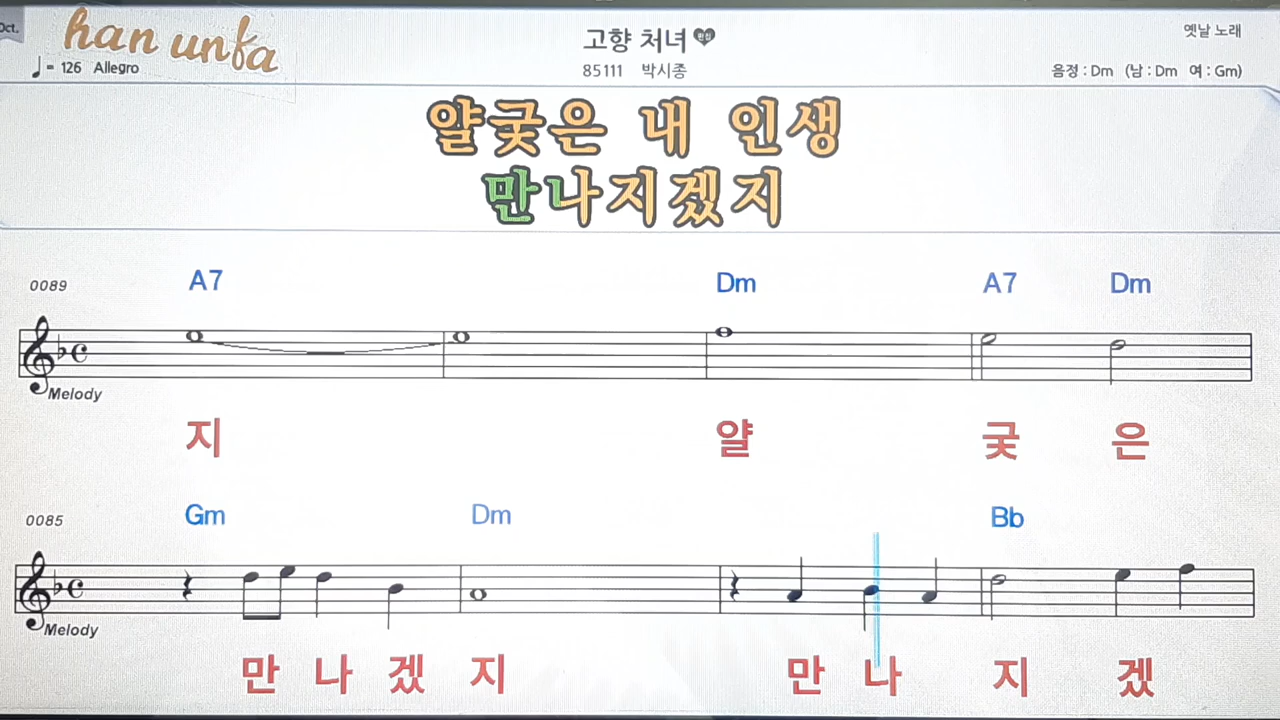 Oct.
han unfa
고향 처녀
옛날 노래
♩= 126 Allegro
85111 박시종
음정 : Dm (남 : Dm 여 : Gm)
얄궂은 내 인생
만나지겠지
0089
A7 Dm A7 Dm
Melody
지 얄 궂 은
0085
Gm Dm Bb
Melody
만 나 겠 지 만 나 지 겠